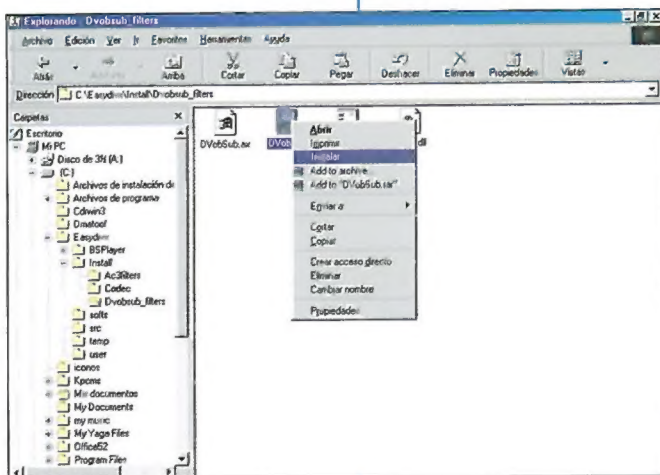 Explorando - Dvobsub_filters
Archivo Edición Ver Ir Favoritos Herramientas Ayuda
Atrás Arriba Cortar Copiar Pegar Deshacer Eliminar Propiedades Vistas
Dirección C:\Easydivx\Install\Dvobsub_filters
Carpetas
Escritorio
Mi PC
Disco de 3½ (A:)
(C:)
Archivos de instalación de
Archivos de programa
Cdrwin3
Dmatool
Easydivx
BSPlayer
Install
Ac3filters
Codec
Dvobsub_filters
softs
src
temp
user
iconos
Kpcms
Mis documentos
My Documents
my music
My Yaga Files
Office52
Program Files
DVobSub.ax
Abrir
Imprimir
Instalar
Add to archive
Add to "DVobSub.rar"
Enviar a
Cortar
Copiar
Crear acceso directo
Eliminar
Cambiar nombre
Propiedades